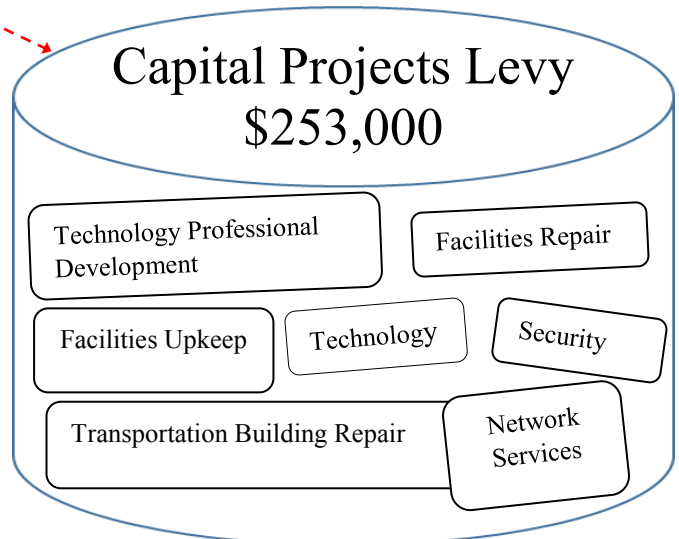 Capital Projects Levy
$253,000
Technology Professional
Development
Facilities Repair
Facilities Upkeep
Technology
Security
Transportation Building Repair
Network
Services